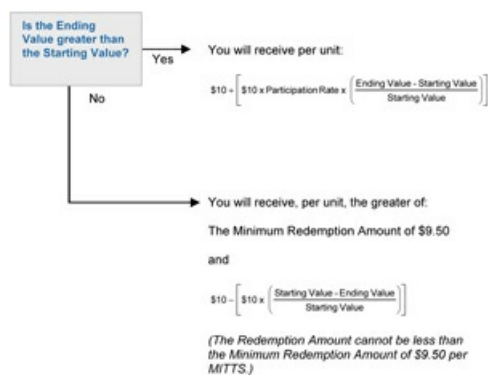 Is the Ending
Value greater than
the Starting Value?
Yes
You will receive per unit:
$10 + [ $10 x Participation Rate x ( Ending Value - Starting Value / Starting Value ) ]
No
You will receive, per unit, the greater of:
The Minimum Redemption Amount of $9.50
and
$10 – [ $10 x ( Starting Value - Ending Value / Starting Value ) ]
(The Redemption Amount cannot be less than
the Minimum Redemption Amount of $9.50 per
MITTS.)